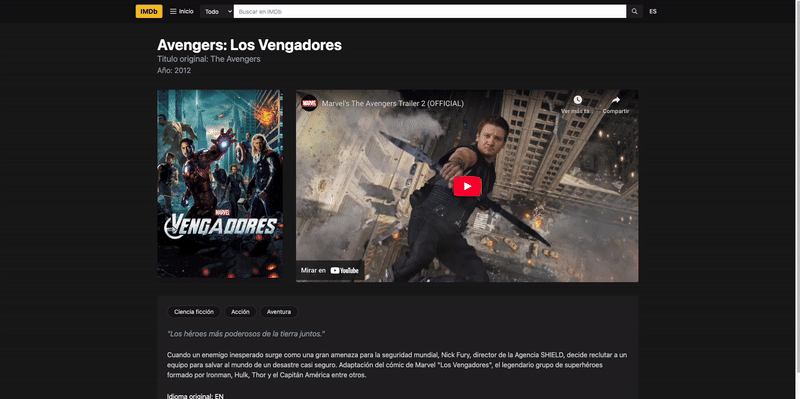 IMDb Inicio Todo Buscar en IMDb ES
Avengers: Los Vengadores
Título original: The Avengers
Año: 2012
MARVEL
VENGADORES
MARVEL Marvel's The Avengers Trailer 2 (OFFICIAL)
Ver más ta... Compartir
Mirar en YouTube
Ciencia ficción Acción Aventura
"Los héroes más poderosos de la tierra juntos."
Cuando un enemigo inesperado surge como una gran amenaza para la seguridad mundial, Nick Fury, director de la Agencia SHIELD, decide reclutar a un
equipo para salvar al mundo de un desastre casi seguro. Adaptación del cómic de Marvel "Los Vengadores", el legendario grupo de superhéroes
formado por Ironman, Hulk, Thor y el Capitán América entre otros.
Idioma original: EN